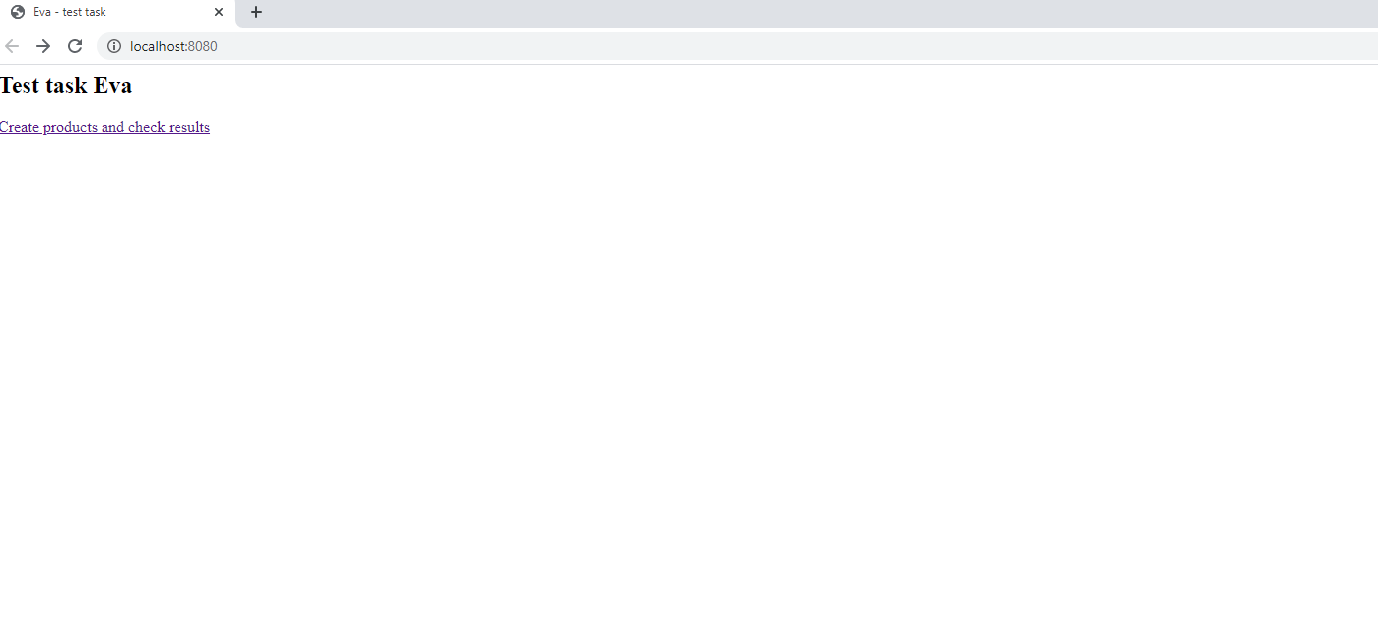 Eva - test task
localhost:8080
Test task Eva
Create products and check results